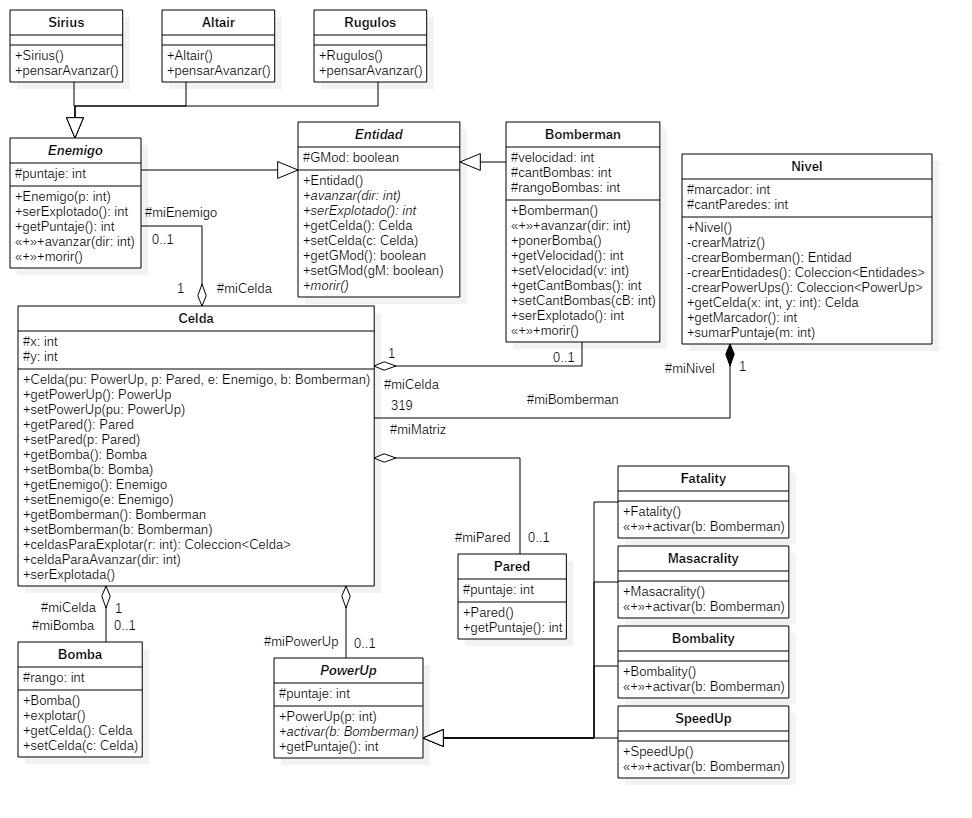 Sirius
+Sirius()
+pensarAvanzar()
Altair
+Altair()
+pensarAvanzar()
Rugulos
+Rugulos()
+pensarAvanzar()
Enemigo
#puntaje: int
+Enemigo(p: int)
+serExplotado(): int
+getPuntaje(): int
«+»+avanzar(dir: int)
«+»+morir()
#miEnemigo
0..1
1
#miCelda
Entidad
#GMod: boolean
+Entidad()
+avanzar(dir: int)
+serExplotado(): int
+getCelda(): Celda
+setCelda(c: Celda)
+getGMod(): boolean
+setGMod(gM: boolean)
+morir()
Bomberman
#velocidad: int
#cantBombas: int
#rangoBombas: int
+Bomberman()
«+»+avanzar(dir: int)
+ponerBomba()
+getVelocidad(): int
+setVelocidad(v: int)
+getCantBombas(): int
+setCantBombas(cB: int)
+serExplotado(): int
«+»+morir()
Nivel
#marcador: int
#cantParedes: int
+Nivel()
-crearMatriz()
-crearBomberman(): Entidad
-crearEntidades(): Coleccion<Entidades>
-crearPowerUps(): Coleccion<PowerUp>
+getCelda(x: int, y: int): Celda
+getMarcador(): int
+sumarPuntaje(m: int)
Celda
#x: int
#y: int
+Celda(pu: PowerUp, p: Pared, e: Enemigo, b: Bomberman)
+getPowerUp(): PowerUp
+setPowerUp(pu: PowerUp)
+getPared(): Pared
+setPared(p: Pared)
+getBomba(): Bomba
+setBomba(b: Bomba)
+getEnemigo(): Enemigo
+setEnemigo(e: Enemigo)
+getBomberman(): Bomberman
+setBomberman(b: Bomberman)
+celdasParaExplotar(r: int): Coleccion<Celda>
+celdaParaAvanzar(dir: int)
+serExplotada()
1
0..1
#miCelda
#miBomberman
#miNivel
1
319
#miMatriz
#miPared
0..1
Pared
#puntaje: int
+Pared()
+getPuntaje(): int
#miCelda
1
#miBomba
0..1
Bomba
#rango: int
+Bomba()
+explotar()
+getCelda(): Celda
+setCelda(c: Celda)
#miPowerUp
0..1
PowerUp
#puntaje: int
+PowerUp(p: int)
+activar(b: Bomberman)
+getPuntaje(): int
Fatality
+Fatality()
«+»+activar(b: Bomberman)
Masacrality
+Masacrality()
«+»+activar(b: Bomberman)
Bombality
+Bombality()
«+»+activar(b: Bomberman)
SpeedUp
+SpeedUp()
«+»+activar(b: Bomberman)